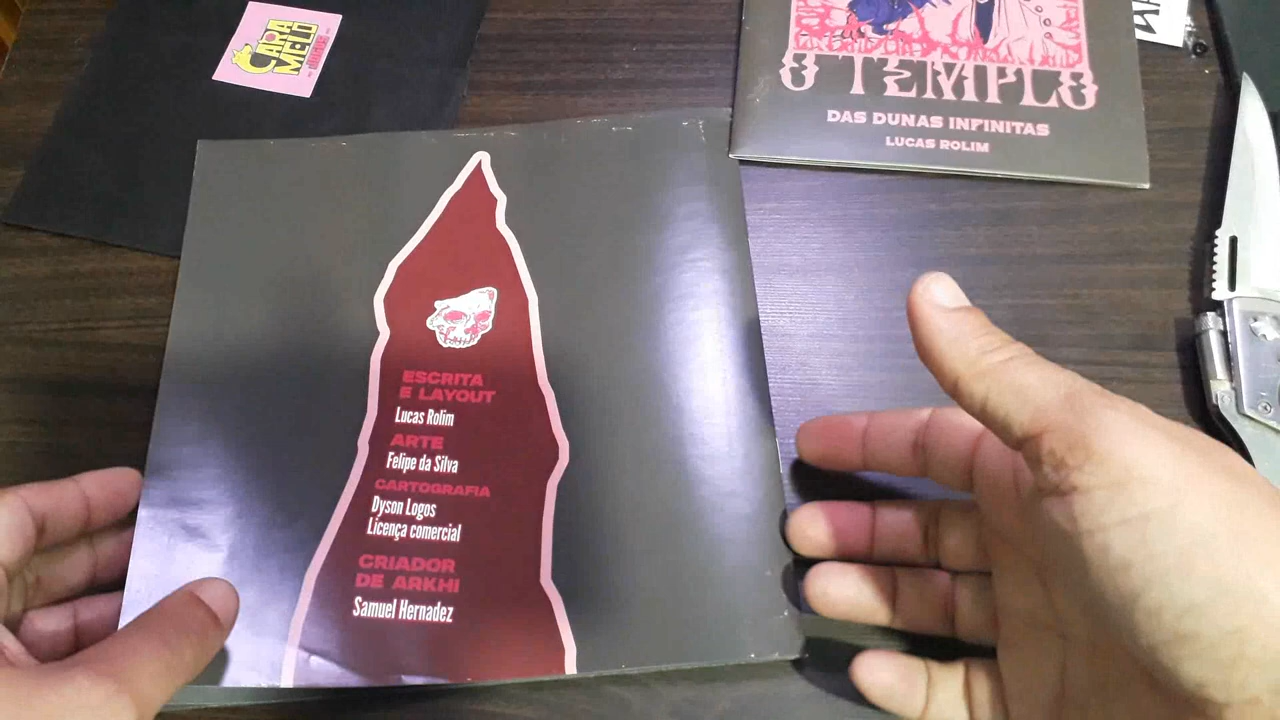 CARA
MELO
JOGOS
O TEMPLO
DAS DUNAS INFINITAS
LUCAS ROLIM
ESCRITA
E LAYOUT
Lucas Rolim
ARTE
Felipe da Silva
CARTOGRAFIA
Dyson Logos
Licença comercial
CRIADOR
DE ARKHI
Samuel Hernadez